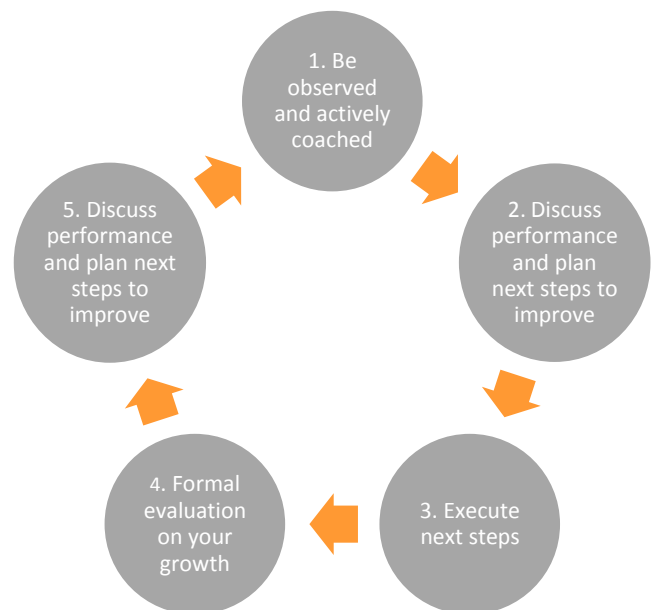 1. Be
observed
and actively
coached
2. Discuss
performance
and plan
next steps to
improve
3. Execute
next steps
4. Formal
evaluation
on your
growth
5. Discuss
performance
and plan next
steps to
improve